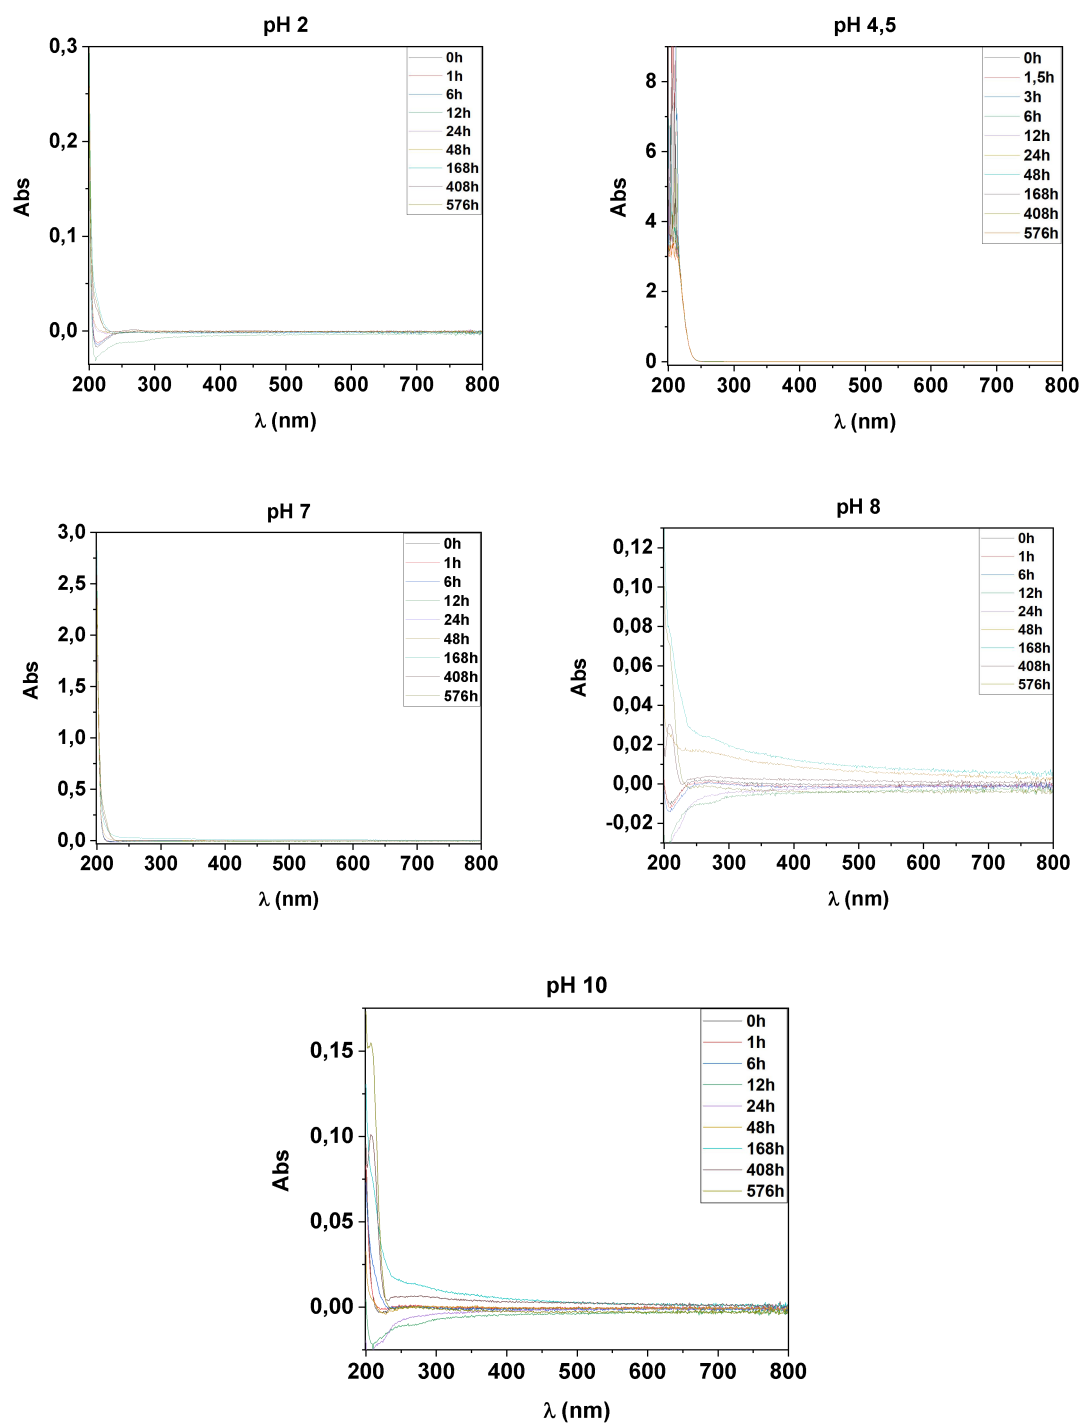 pH 2
0,3
0,2
0,1
0,0
Abs
200 300 400 500 600 700 800
λ (nm)
0h
1h
6h
12h
24h
48h
168h
408h
576h
pH 4,5
8
6
4
2
0
Abs
200 300 400 500 600 700 800
λ (nm)
0h
1,5h
3h
6h
12h
24h
48h
168h
408h
576h
pH 7
3,0
2,5
2,0
1,5
1,0
0,5
0,0
Abs
200 300 400 500 600 700 800
λ (nm)
0h
1h
6h
12h
24h
48h
168h
408h
576h
pH 8
0,12
0,10
0,08
0,06
0,04
0,02
0,00
-0,02
Abs
200 300 400 500 600 700 800
λ (nm)
0h
1h
6h
12h
24h
48h
168h
408h
576h
pH 10
0,15
0,10
0,05
0,00
Abs
200 300 400 500 600 700 800
λ (nm)
0h
1h
6h
12h
24h
48h
168h
408h
576h